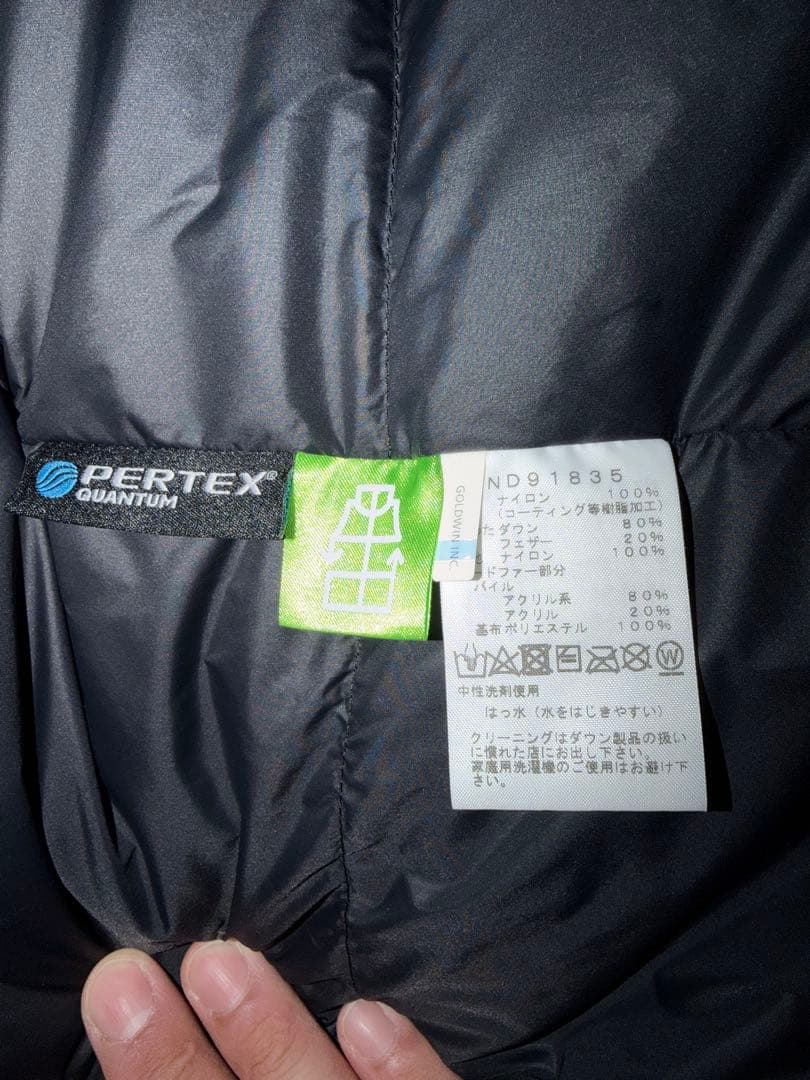 PERTEX®
QUANTUM
GOLDWIN INC.
ND91835
ナイロン 100%
(コーティング等樹脂加工)
たダウン 80%
フェザー 20%
ナイロン 100%
ドファー部分
パイル
アクリル系 80%
アクリル 20%
基布ポリエステル 100%
W
中性洗剤使用
はっ水(水をはじきやすい)
クリーニングはダウン製品の扱い
に慣れた店にお出し下さい。
家庭用洗濯機のご使用はお避け下
さい。